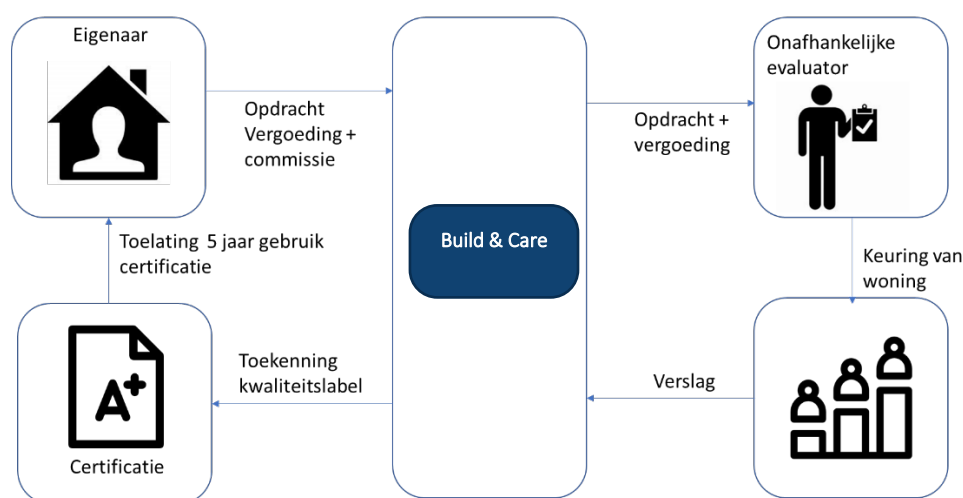 Eigenaar
Opdracht
Vergoeding +
commissie
Build & Care
Opdracht +
vergoeding
Onafhankelijke
evaluator
Keuring van
woning
Verslag
Toekenning
kwaliteitslabel
Certificatie
A+
Toelating 5 jaar gebruik
certificatie